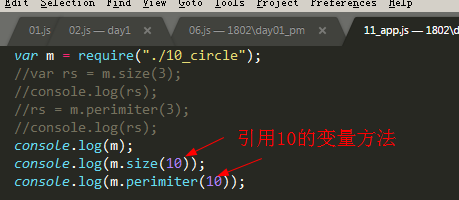 Edit Selection Find View Goto Tools Project Preferences Help
01.js 02.js — day1 × 06.js — 1802\day01_pm × 11_app.js — 1802\
var m = require("./10_circle");
//var rs = m.size(3);
//console.log(rs);
//rs = m.perimiter(3);
//console.log(rs);
console.log(m);
引用10的变量方法
console.log(m.size(10));
console.log(m.perimiter(10));